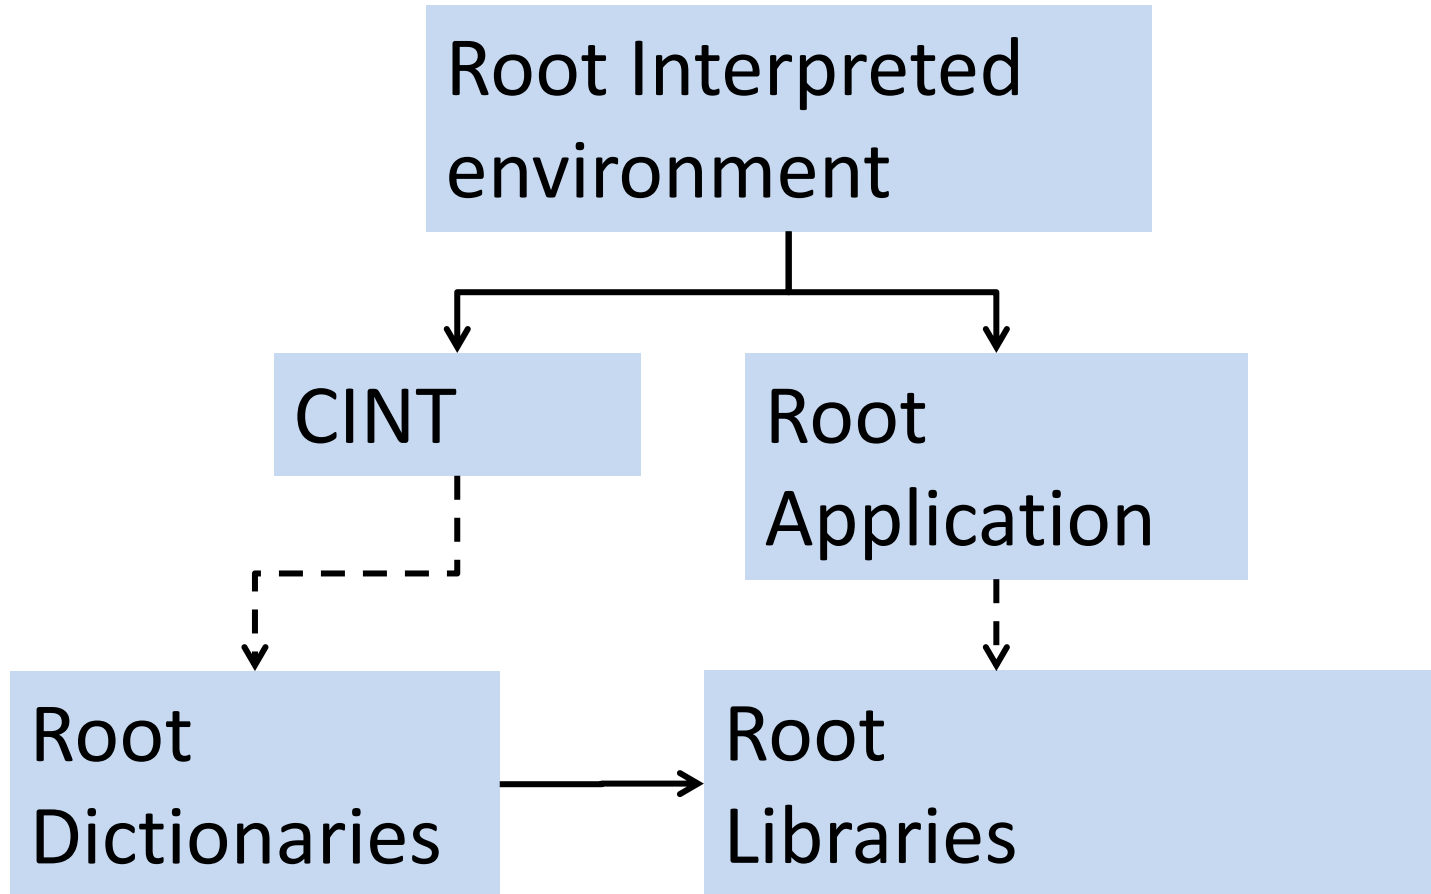 Root Interpreted
environment
CINT
Root
Application
Root
Dictionaries
Root
Libraries